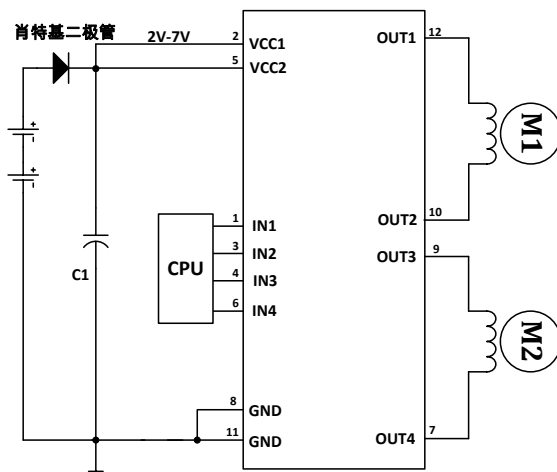 肖特基二极管
2V-7V
2 VCC1
5 VCC2
OUT1 12
M1
OUT2 10
1 IN1
3 IN2
4 IN3
6 IN4
CPU
C1
OUT3 9
M2
OUT4 7
8 GND
11 GND
+
-
+
-